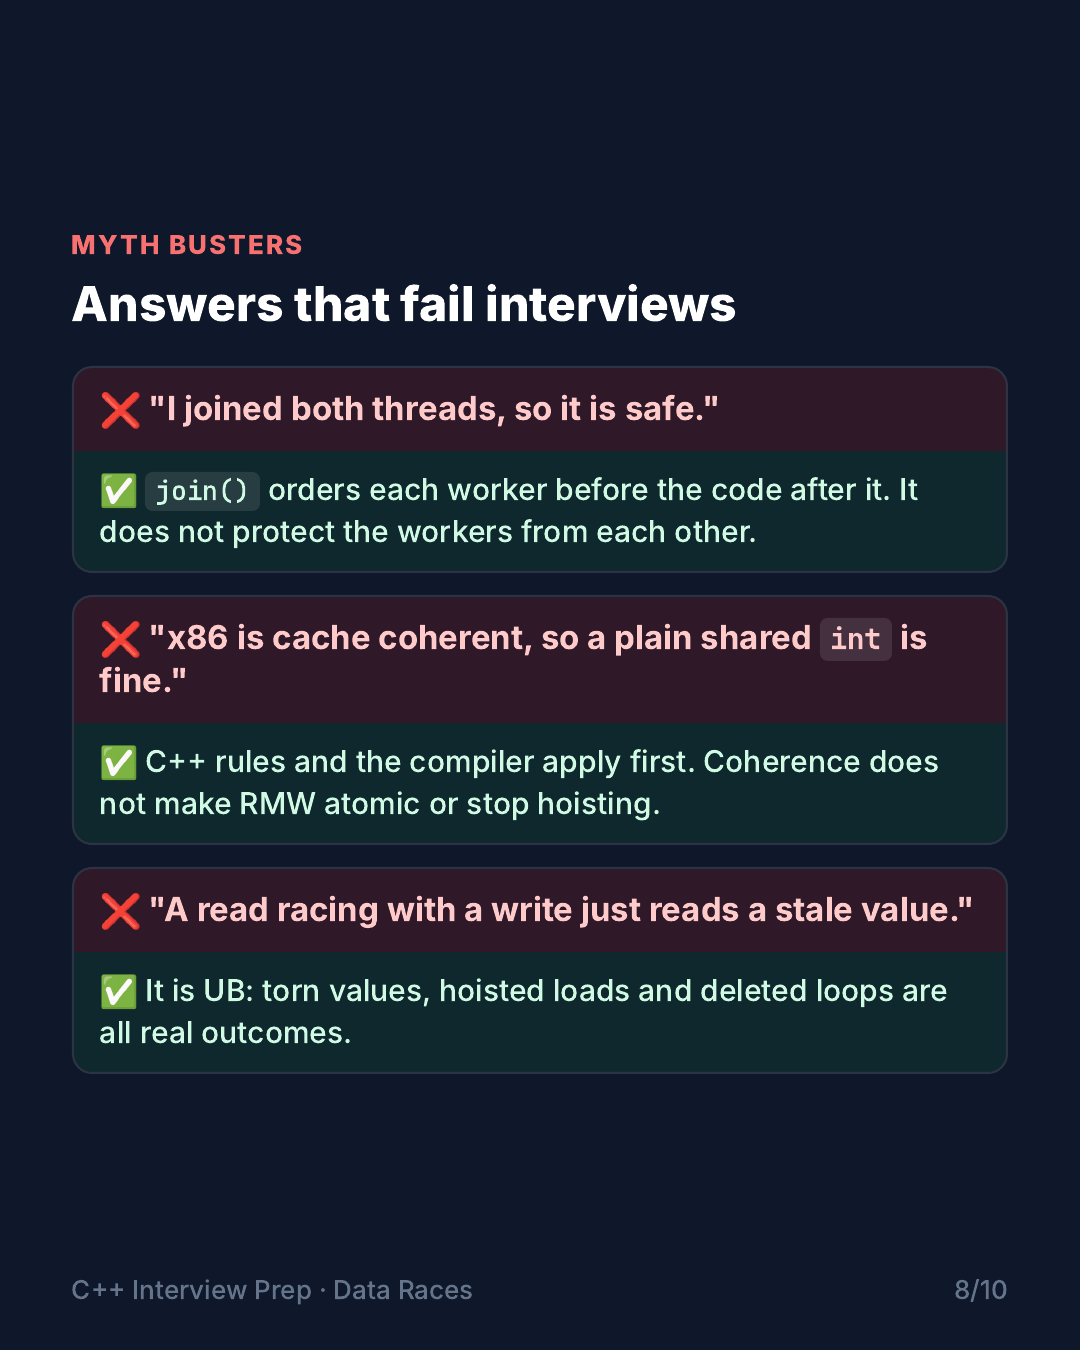 MYTH BUSTERS
Answers that fail interviews
❌ "I joined both threads, so it is safe."
✅ join() orders each worker before the code after it. It
does not protect the workers from each other.
❌ "x86 is cache coherent, so a plain shared int is
fine."
✅ C++ rules and the compiler apply first. Coherence does
not make RMW atomic or stop hoisting.
❌ "A read racing with a write just reads a stale value."
✅ It is UB: torn values, hoisted loads and deleted loops are
all real outcomes.
C++ Interview Prep · Data Races
8/10